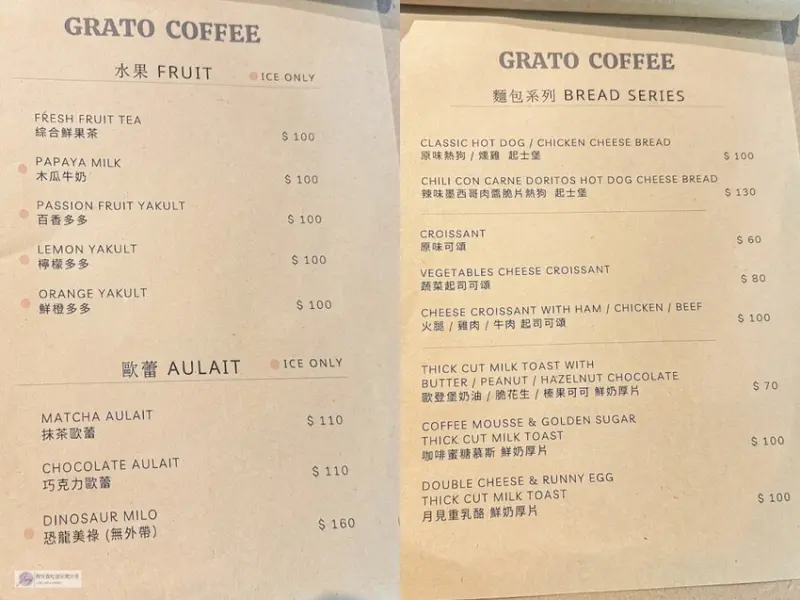 GRATO COFFEE
水果 FRUIT
ICE ONLY
FRESH FRUIT TEA
綜合鮮果茶
$ 100
PAPAYA MILK
木瓜牛奶
$ 100
PASSION FRUIT YAKULT
百香多多
$ 100
LEMON YAKULT
檸檬多多
$ 100
ORANGE YAKULT
鮮橙多多
$ 100
歐蕾 AULAIT
ICE ONLY
MATCHA AULAIT
抹茶歐蕾
$ 110
CHOCOLATE AULAIT
巧克力歐蕾
$ 110
DINOSAUR MILO
恐龍美祿 (無外帶)
$ 160
GRATO COFFEE
麵包系列 BREAD SERIES
CLASSIC HOT DOG / CHICKEN CHEESE BREAD
原味熱狗 / 燻雞 起士堡
$ 100
CHILI CON CARNE DORITOS HOT DOG CHEESE BREAD
辣味墨西哥肉醬脆片熱狗 起士堡
$ 130
CROISSANT
原味可頌
$ 60
VEGETABLES CHEESE CROISSANT
蔬菜起司可頌
$ 80
CHEESE CROISSANT WITH HAM / CHICKEN / BEEF
火腿 / 雞肉 / 牛肉 起司可頌
$ 100
THICK CUT MILK TOAST WITH
BUTTER / PEANUT / HAZELNUT CHOCOLATE
歐登堡奶油 / 脆花生 / 榛果可可 鮮奶厚片
$ 70
COFFEE MOUSSE & GOLDEN SUGAR
THICK CUT MILK TOAST
咖啡蜜糖慕斯 鮮奶厚片
$ 100
DOUBLE CHEESE & RUNNY EGG
THICK CUT MILK TOAST
月見重乳酪 鮮奶厚片
$ 100